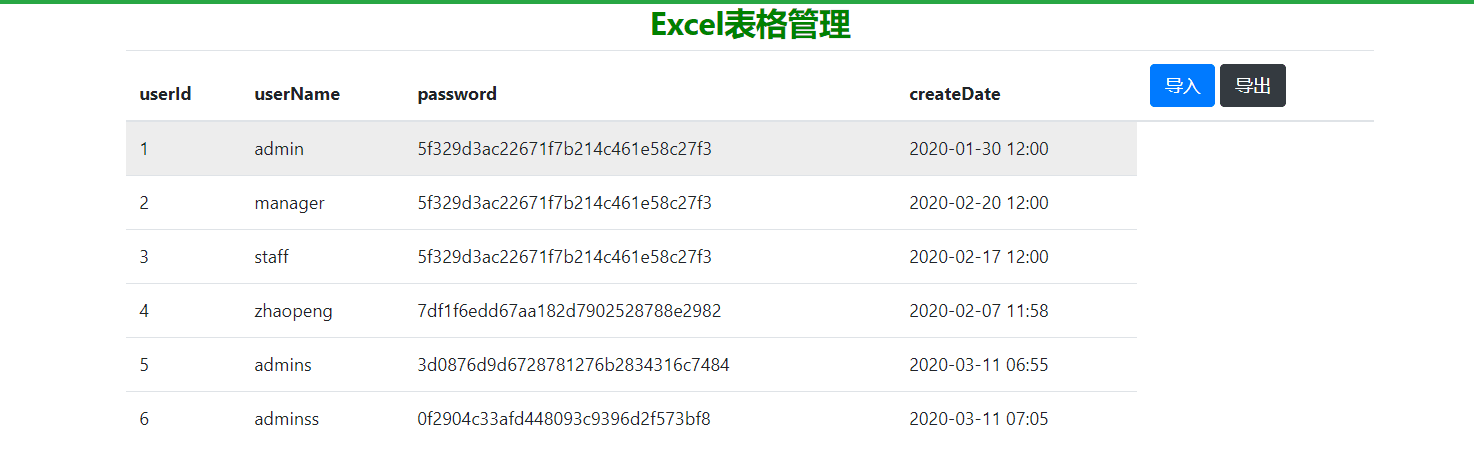 Excel表格管理
userId userName password createDate 导入 导出
1 admin 5f329d3ac22671f7b214c461e58c27f3 2020-01-30 12:00
2 manager 5f329d3ac22671f7b214c461e58c27f3 2020-02-20 12:00
3 staff 5f329d3ac22671f7b214c461e58c27f3 2020-02-17 12:00
4 zhaopeng 7df1f6edd67aa182d7902528788e2982 2020-02-07 11:58
5 admins 3d0876d9d6728781276b2834316c7484 2020-03-11 06:55
6 adminss 0f2904c33afd448093c9396d2f573bf8 2020-03-11 07:05